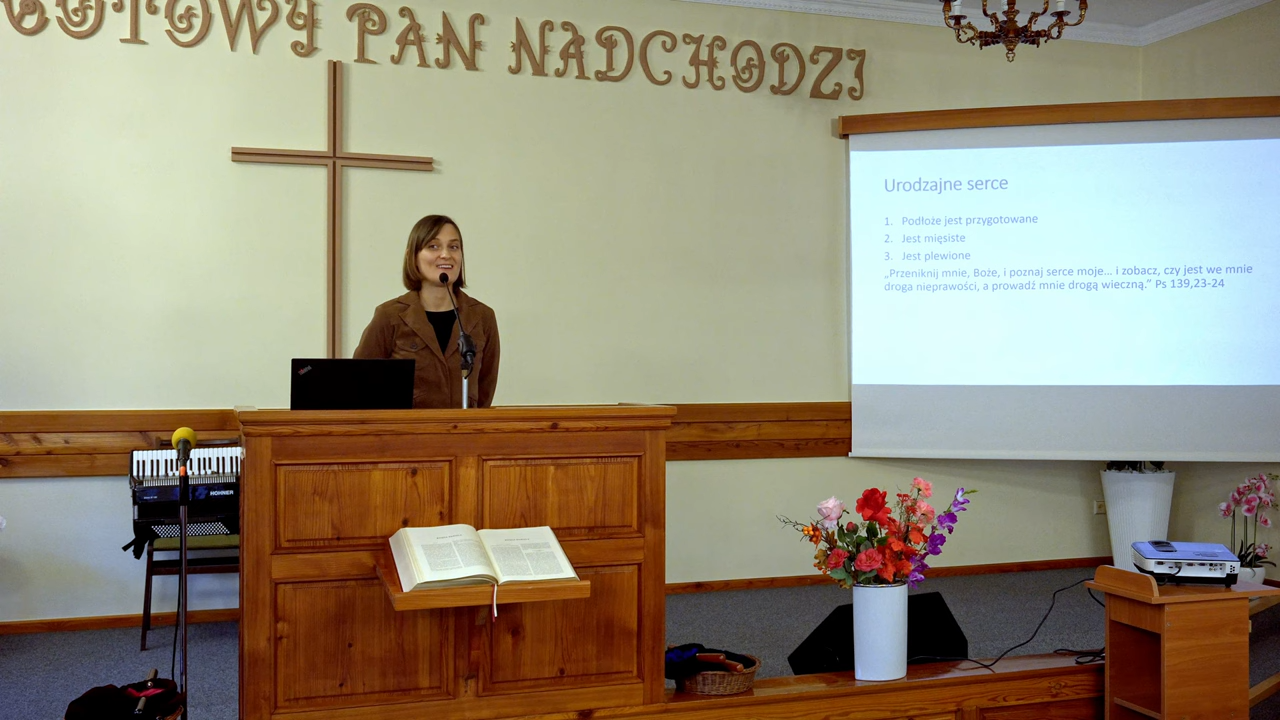 GOTOWY PAN NADCHODZI
Urodzajne serce
1. Podłoże jest przygotowane
2. Jest mięsiste
3. Jest plewione
„Przeniknij mnie, Boże, i poznaj serce moje… i zobacz, czy jest we mnie
droga nieprawości, a prowadź mnie drogą wieczną.” Ps 139,23-24
HOHNER